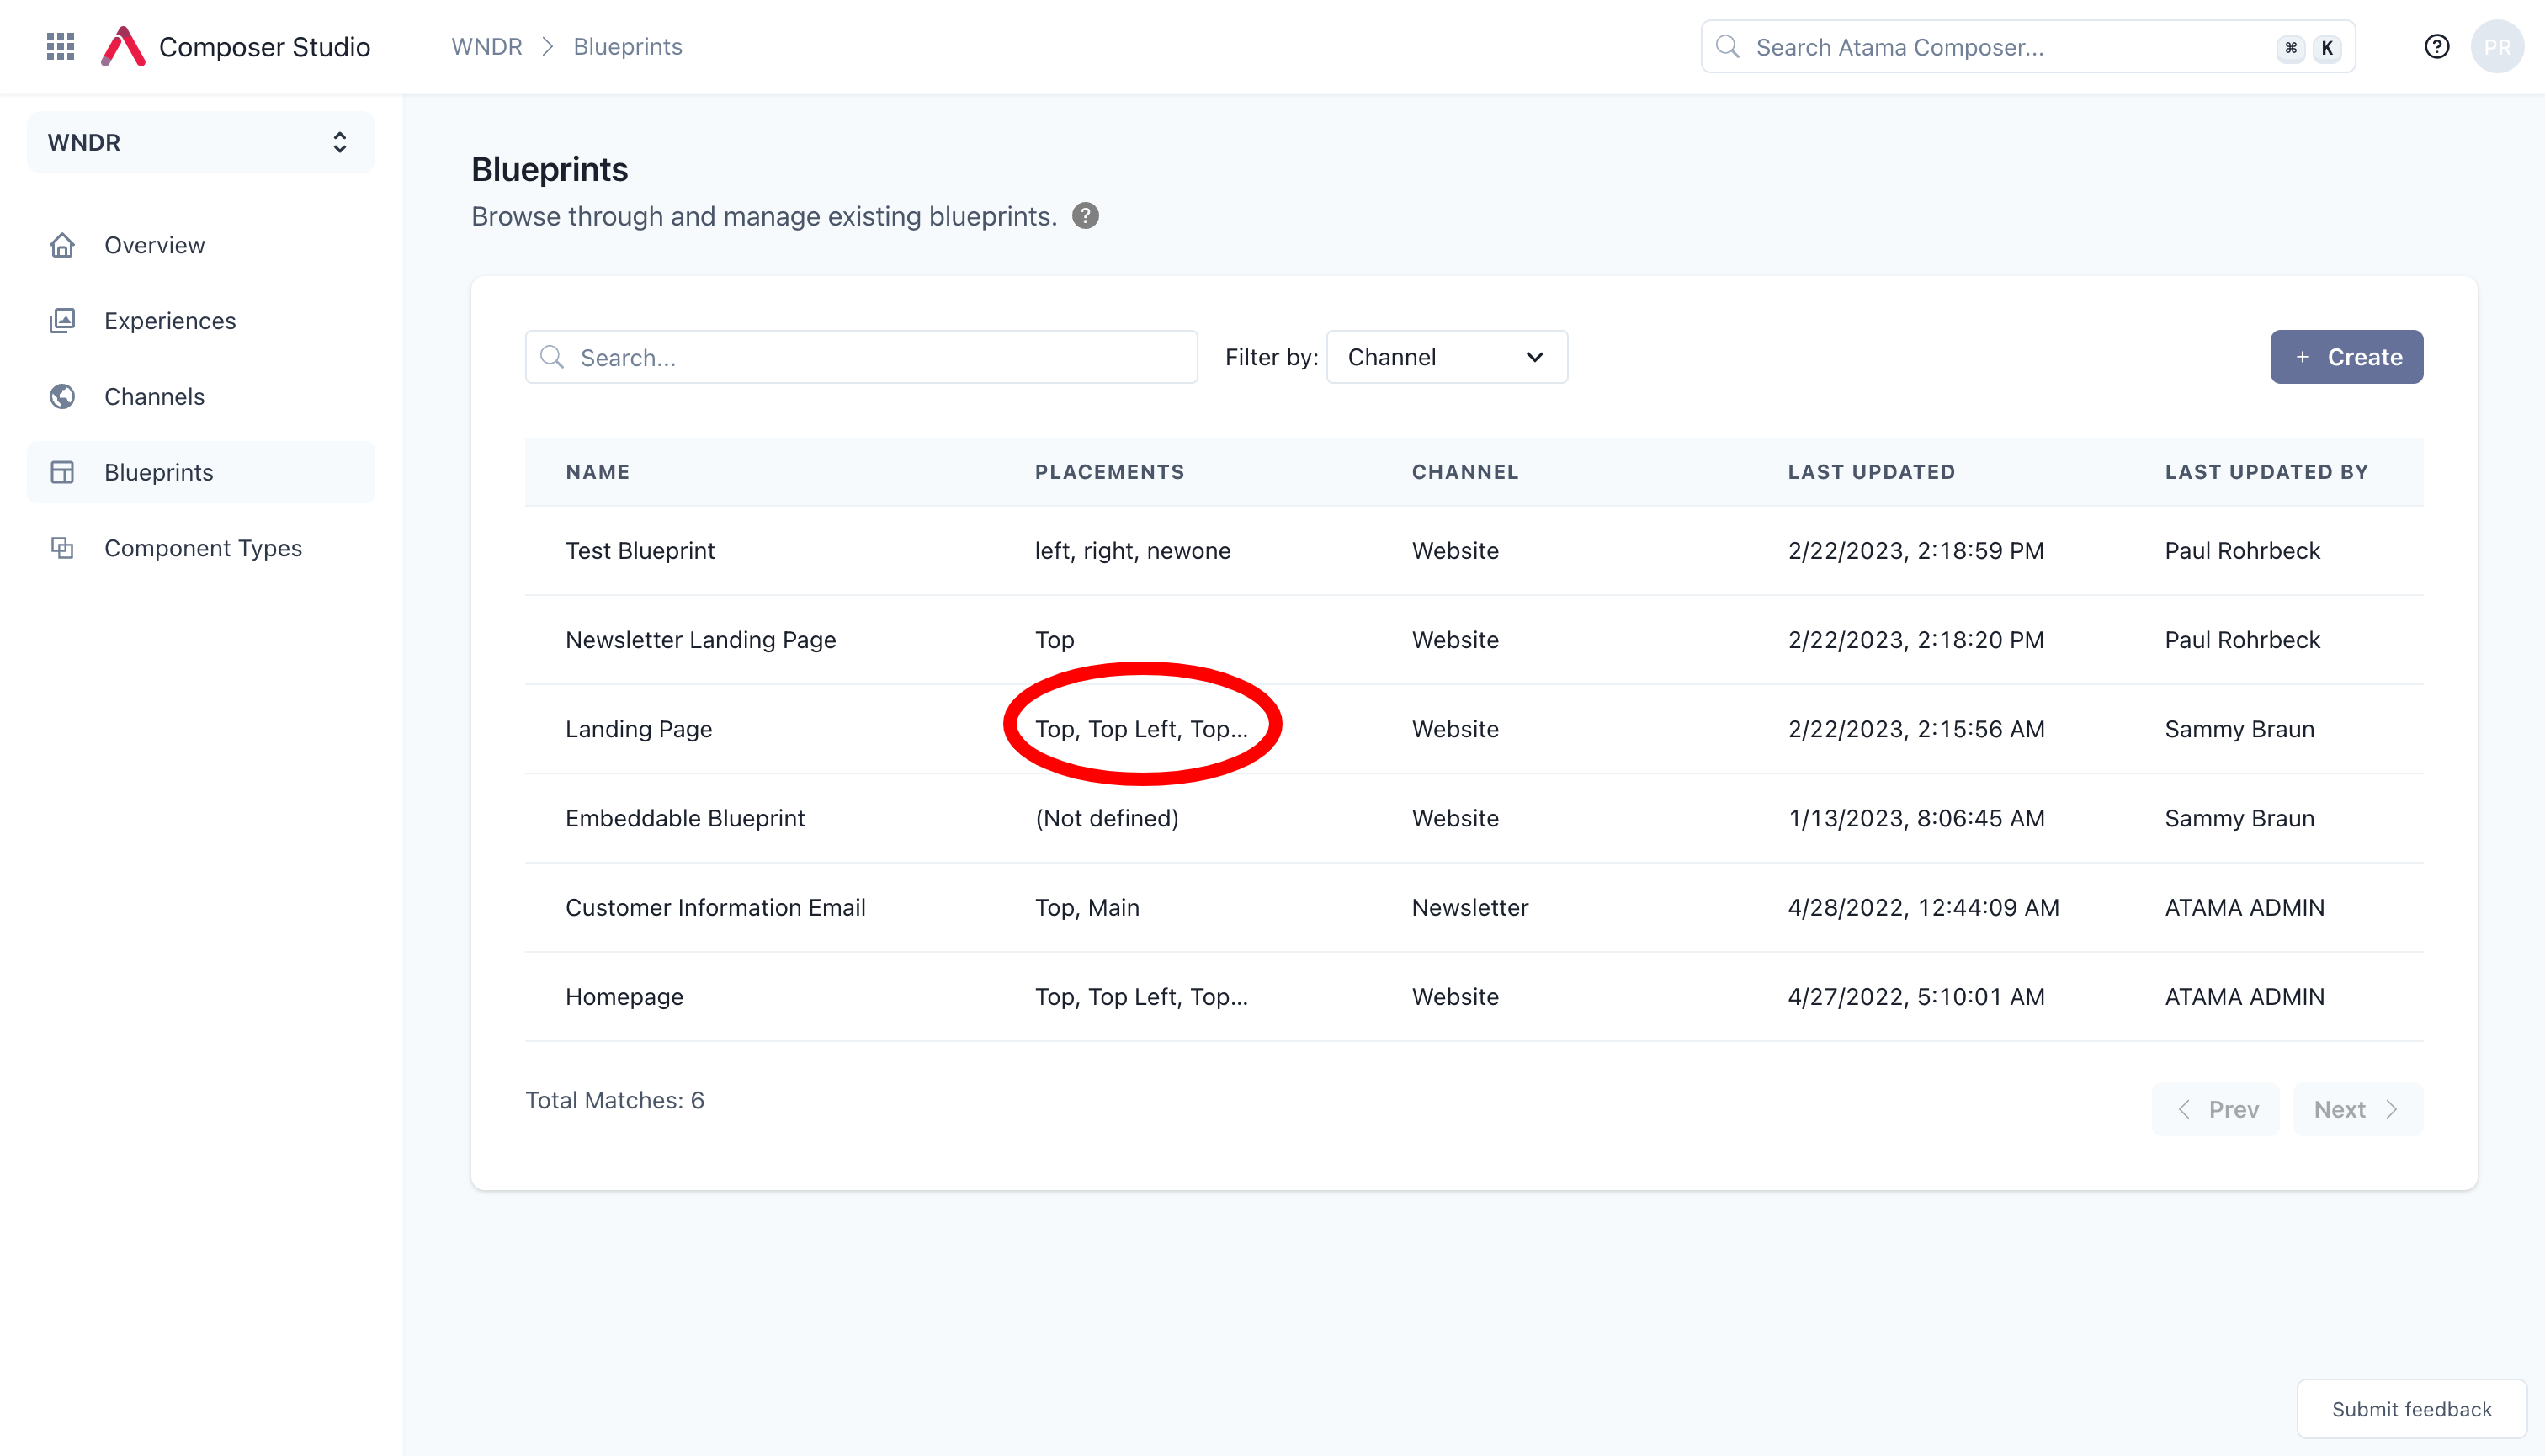 Composer Studio
WNDR > Blueprints
Search Atama Composer...
⌘ K
PR
WNDR
Overview
Experiences
Channels
Blueprints
Component Types
Blueprints
Browse through and manage existing blueprints. ?
Search...
Filter by: Channel
+ Create
NAME PLACEMENTS CHANNEL LAST UPDATED LAST UPDATED BY
Test Blueprint left, right, newone Website 2/22/2023, 2:18:59 PM Paul Rohrbeck
Newsletter Landing Page Top Website 2/22/2023, 2:18:20 PM Paul Rohrbeck
Landing Page Top, Top Left, Top... Website 2/22/2023, 2:15:56 AM Sammy Braun
Embeddable Blueprint (Not defined) Website 1/13/2023, 8:06:45 AM Sammy Braun
Customer Information Email Top, Main Newsletter 4/28/2022, 12:44:09 AM ATAMA ADMIN
Homepage Top, Top Left, Top... Website 4/27/2022, 5:10:01 AM ATAMA ADMIN
Total Matches: 6
Prev Next
Submit feedback